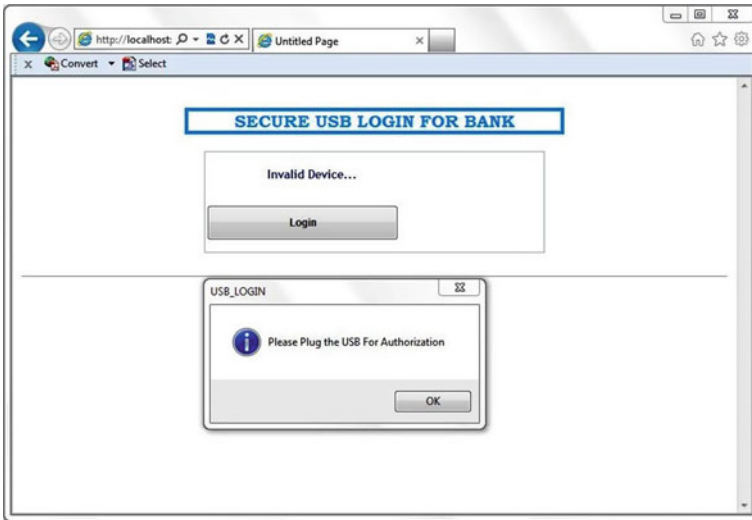 http://localhost:
Untitled Page
x Convert Select
SECURE USB LOGIN FOR BANK
Invalid Device...
Login
USB_LOGIN
Please Plug the USB For Authorization
OK